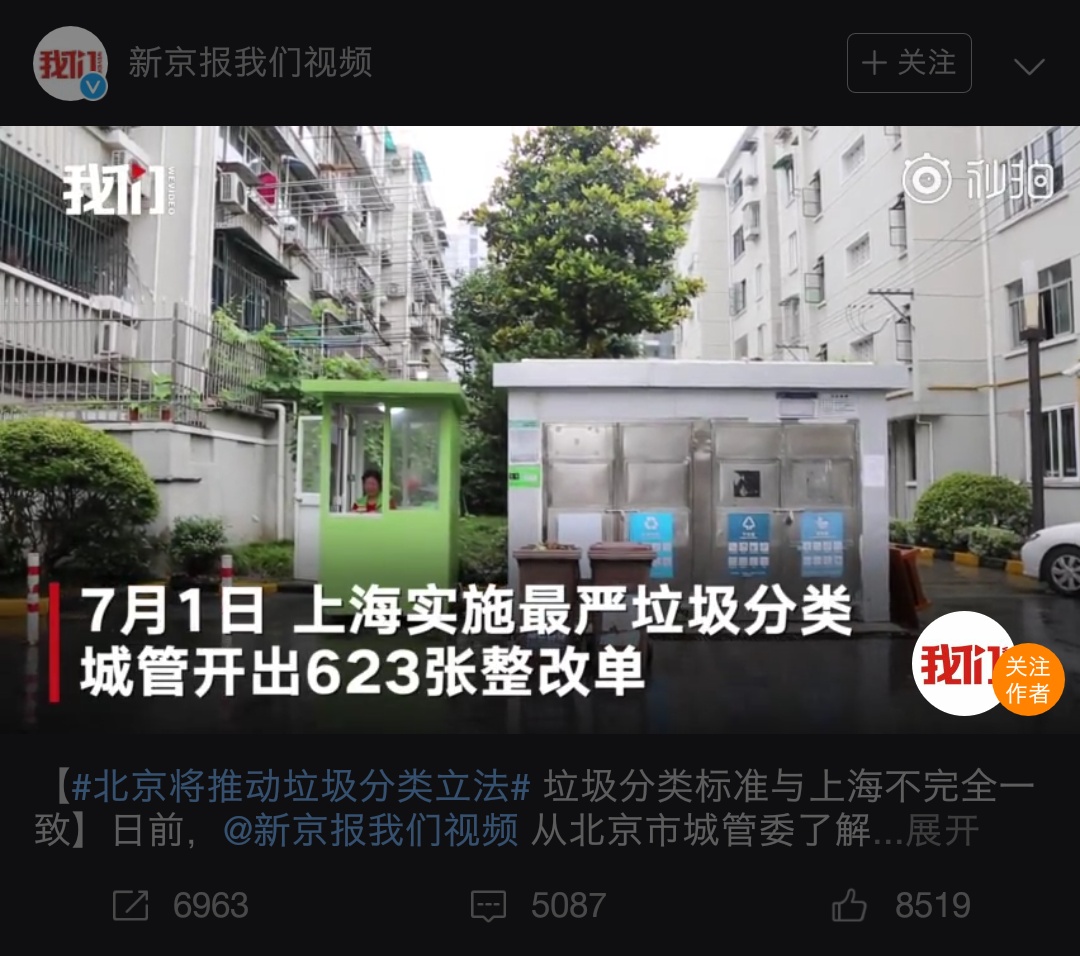 我们
新京报我们视频
+ 关注
我们
WEVIDEO
秒拍
7月1日 上海实施最严垃圾分类
城管开出623张整改单
我们
关注
作者
【#北京将推动垃圾分类立法# 垃圾分类标准与上海不完全一
致】日前，@新京报我们视频 从北京市城管委了解...展开
6963
5087
8519